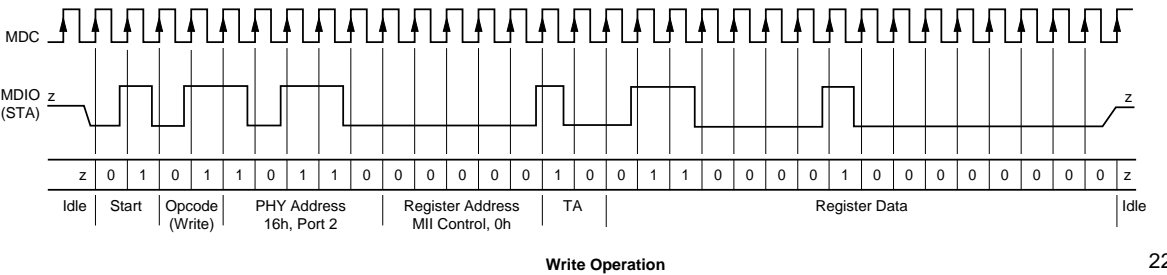 MDC
MDIO z z
(STA)
z 0 1 0 1 1 0 1 1 0 0 0 0 0 0 1 0 0 1 1 0 0 0 0 1 0 0 0 0 0 0 0 0 z
Idle Start Opcode PHY Address Register Address TA Register Data Idle
(Write) 16h, Port 2 MII Control, 0h
Write Operation
22